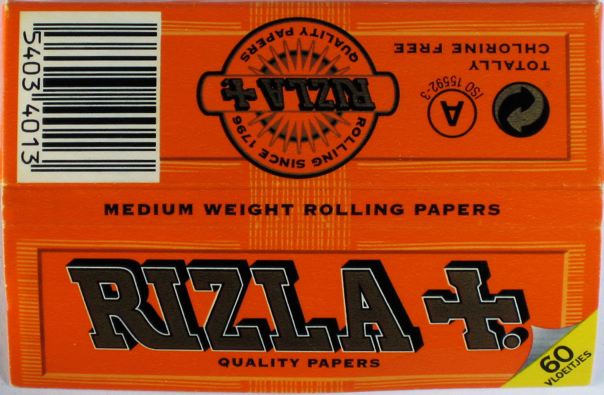 54034013
QUALITY PAPERS
RIZLA+.
ROLLING SINCE 1796
TOTALLY
CHLORINE FREE
A
ISO 15592-3
MEDIUM WEIGHT ROLLING PAPERS
RIZLA+.
QUALITY PAPERS
60
VLOEITJES